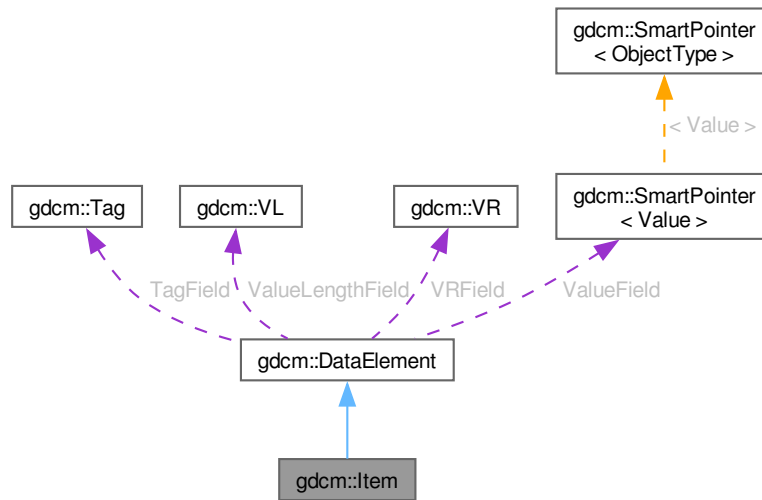 gdcm::SmartPointer
< ObjectType >
< Value >
gdcm::Tag
gdcm::VL
gdcm::VR
gdcm::SmartPointer
< Value >
TagField
ValueLengthField
VRField
ValueField
gdcm::DataElement
gdcm::Item